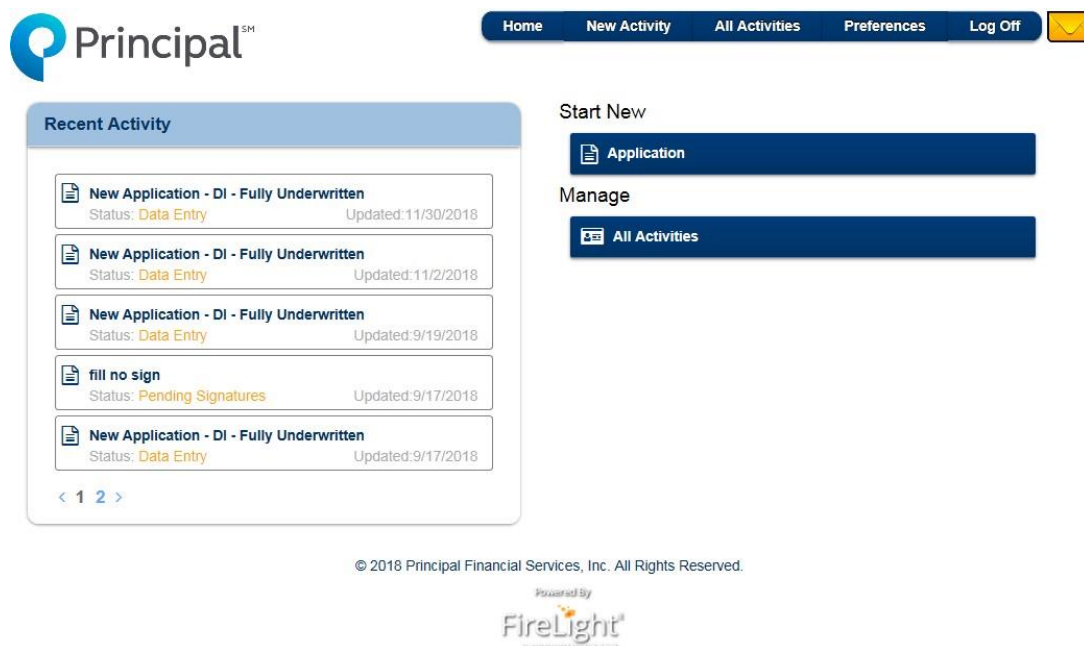 Principal℠
Home New Activity All Activities Preferences Log Off
Recent Activity
New Application - DI - Fully Underwritten
Status: Data Entry Updated:11/30/2018
New Application - DI - Fully Underwritten
Status: Data Entry Updated:11/2/2018
New Application - DI - Fully Underwritten
Status: Data Entry Updated:9/19/2018
fill no sign
Status: Pending Signatures Updated:9/17/2018
New Application - DI - Fully Underwritten
Status: Data Entry Updated:9/17/2018
< 1 2 >
Start New
Application
Manage
All Activities
© 2018 Principal Financial Services, Inc. All Rights Reserved.
Powered By
FireLight®